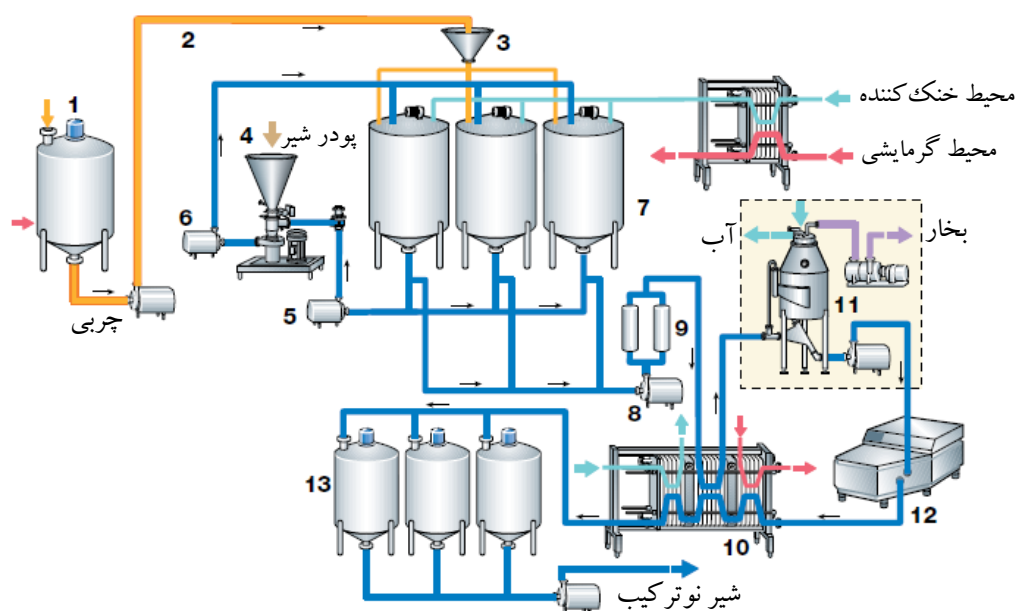 1
2
3
4
پودر شیر
محیط خنک‌کننده
محیط گرمایشی
5
6
7
چربی
آب
بخار
11
8
9
10
12
13
شیر نوترکیب